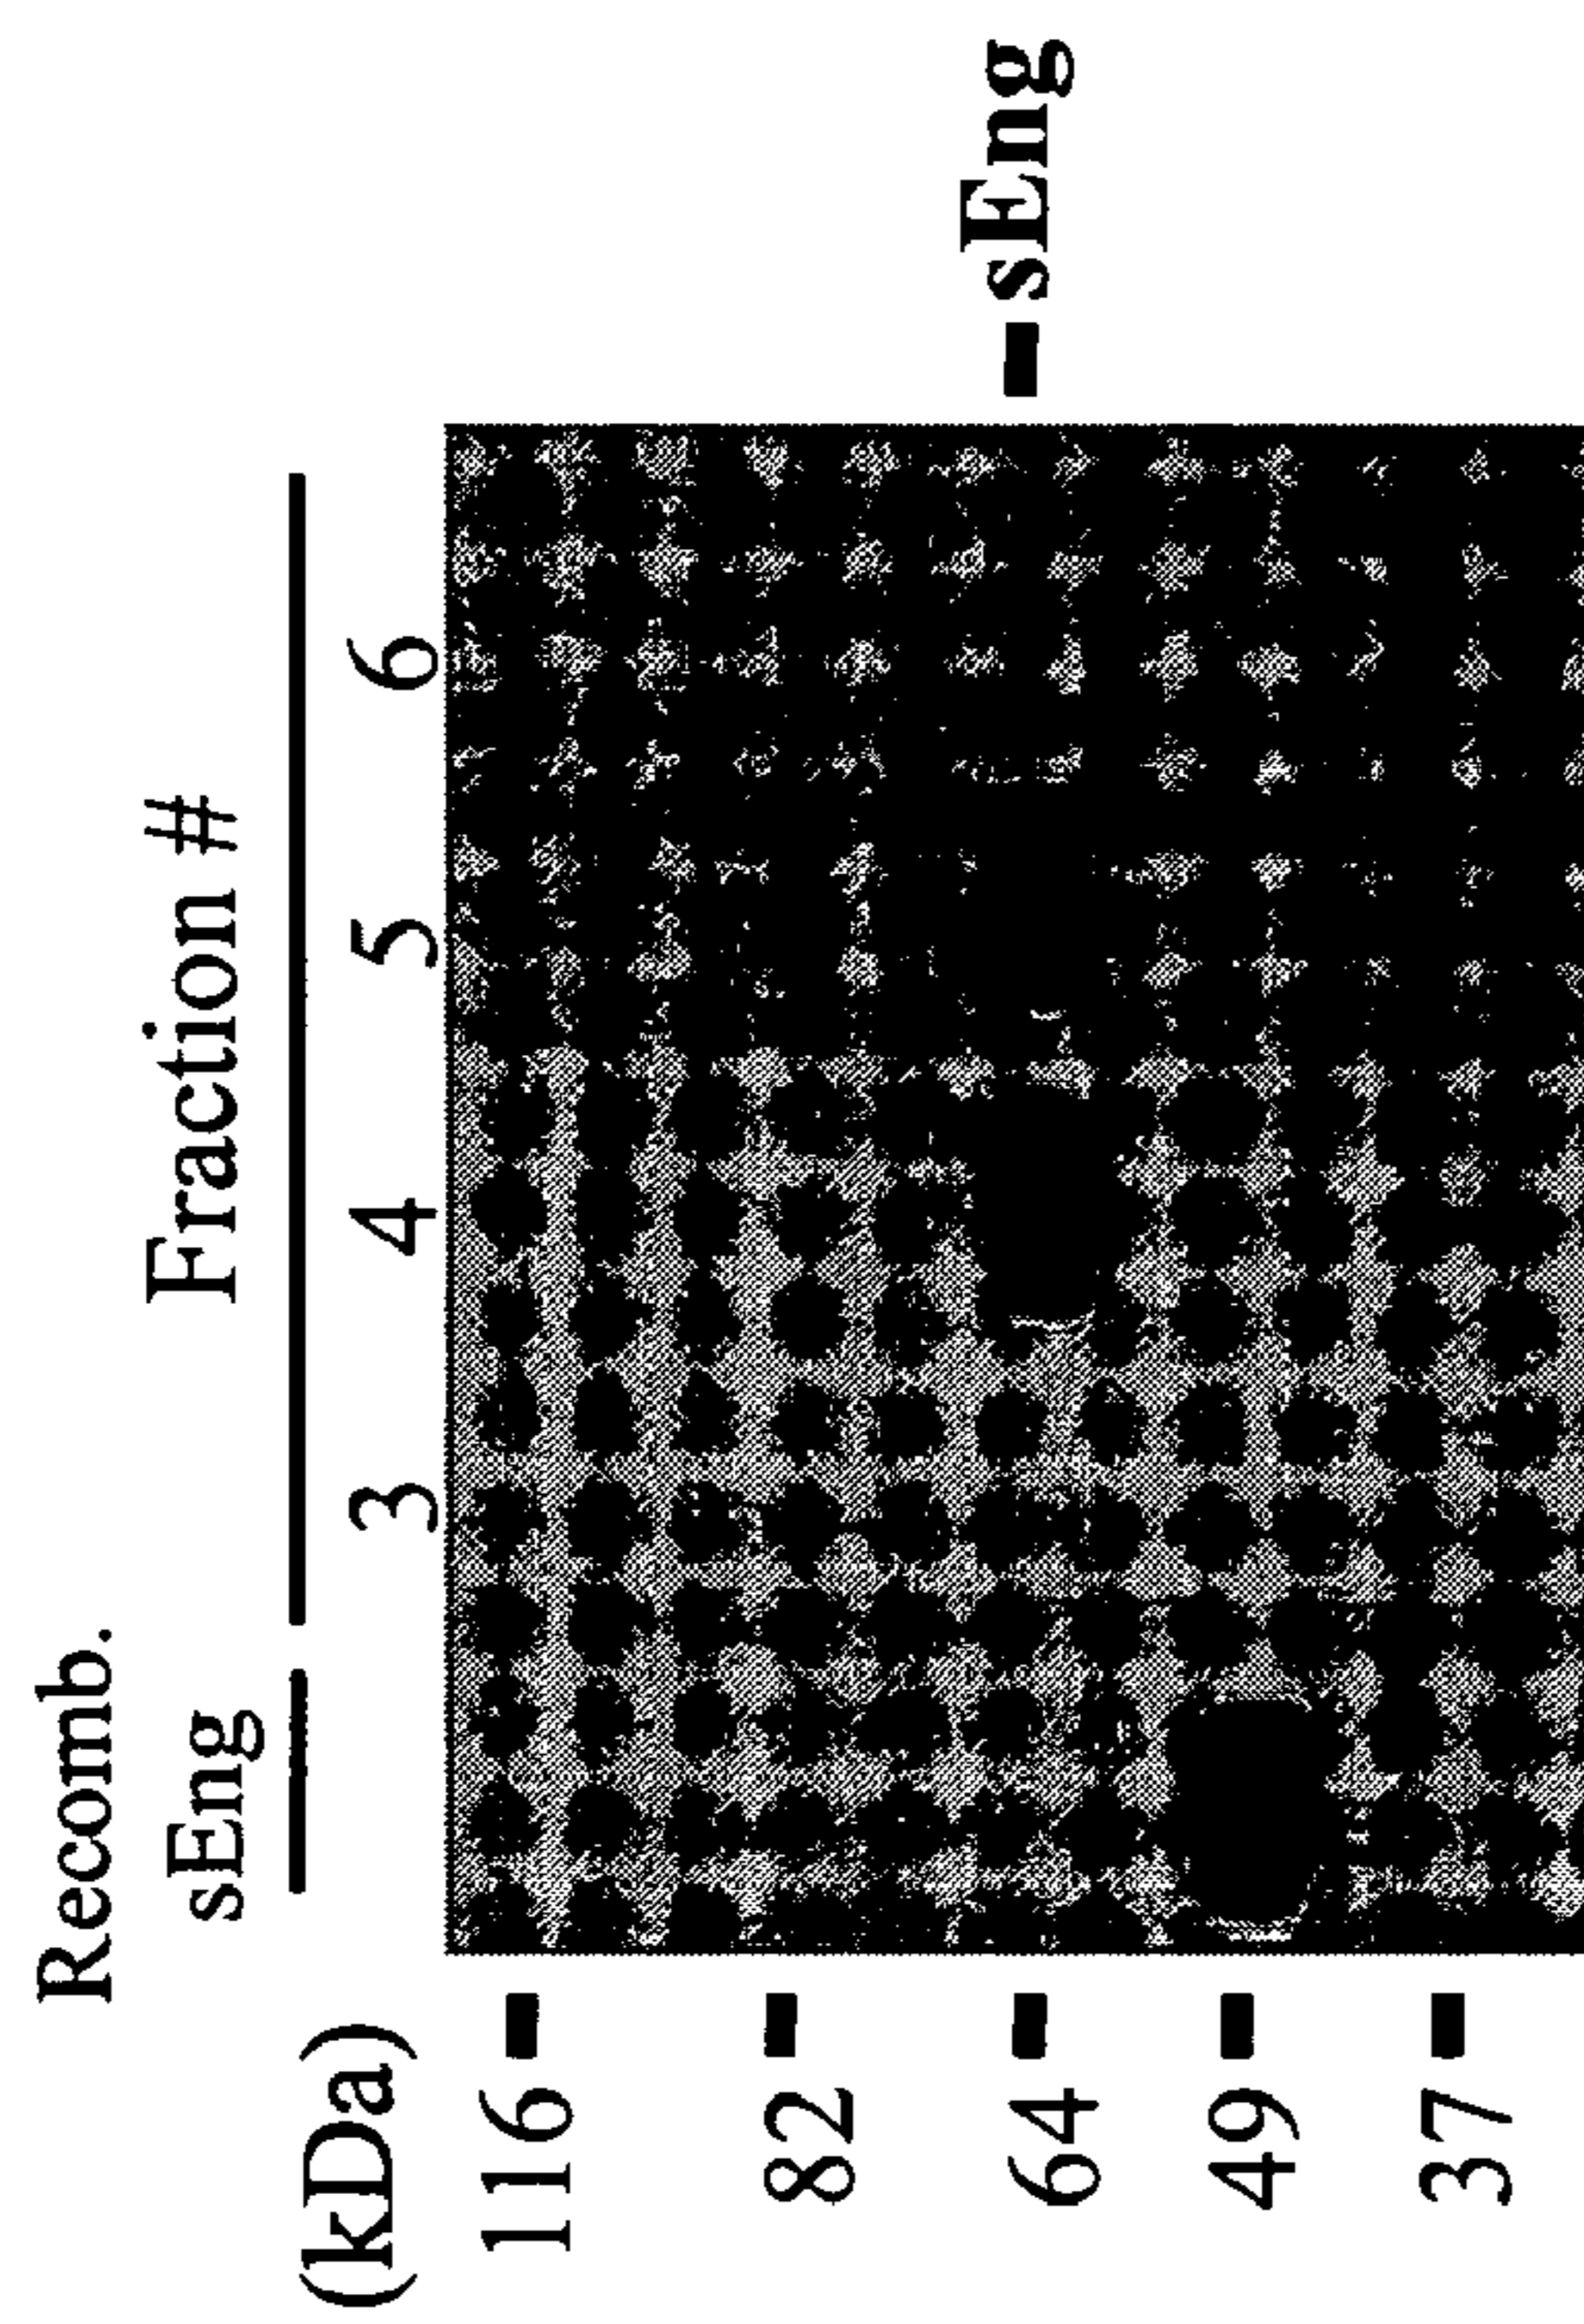 Recomb.
sEng
Fraction #
(kDa)
3 4 5 6
116
82
64
49
37
sEng